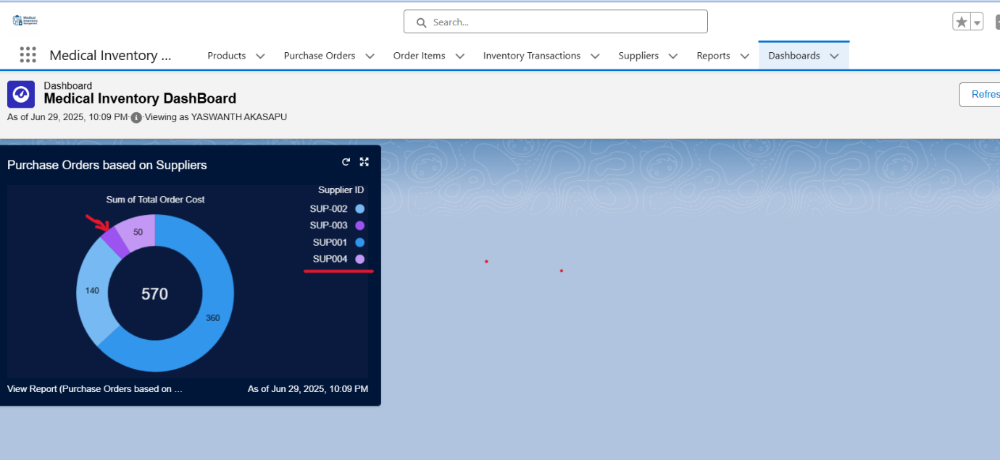 Medical
Inventory
Management
Search...
Medical Inventory ...
Products
Purchase Orders
Order Items
Inventory Transactions
Suppliers
Reports
Dashboards
Dashboard
Medical Inventory DashBoard
As of Jun 29, 2025, 10:09 PM·Viewing as YASWANTH AKASAPU
Refres
Purchase Orders based on Suppliers
Sum of Total Order Cost
Supplier ID
SUP-002
SUP-003
SUP001
SUP004
50
140
570
360
View Report (Purchase Orders based on ...
As of Jun 29, 2025, 10:09 PM